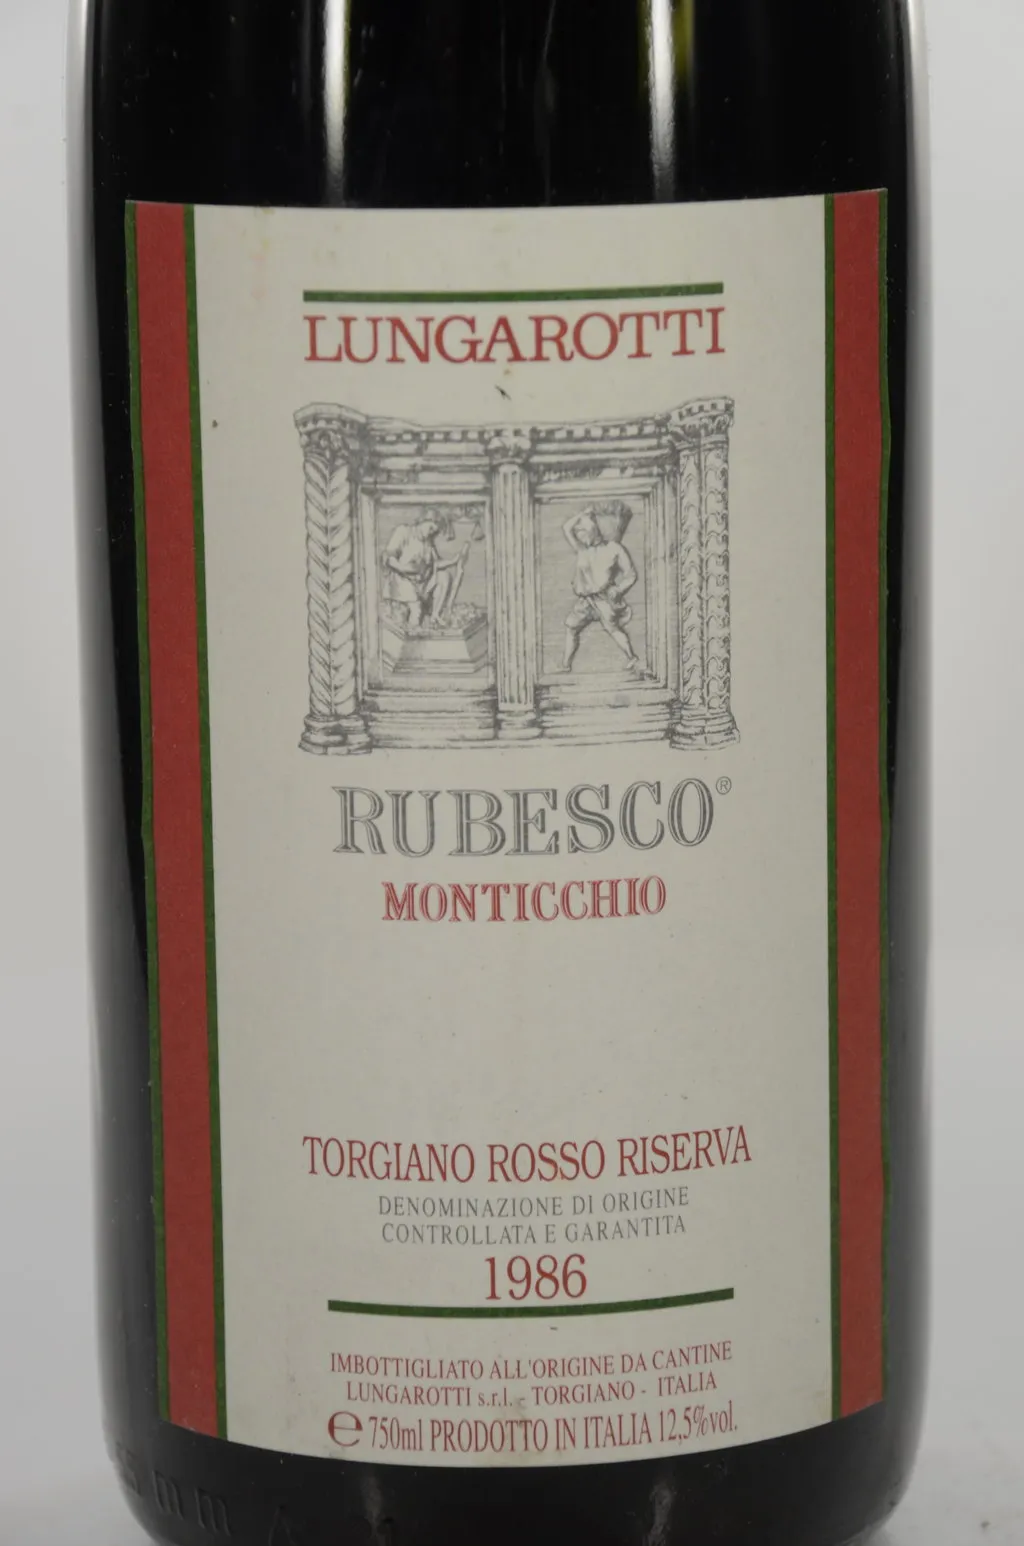 LUNGAROTTI
RUBESCO®
MONTICCHIO
TORGIANO ROSSO RISERVA
DENOMINAZIONE DI ORIGINE
CONTROLLATA E GARANTITA
1986
IMBOTTIGLIATO ALL'ORIGINE DA CANTINE
LUNGAROTTI s.r.l. - TORGIANO - ITALIA
℮ 750ml PRODOTTO IN ITALIA 12,5%vol.
mm